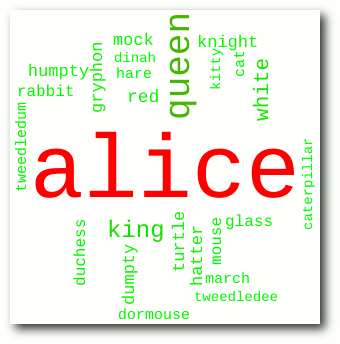 mock
queen
knight
dinah
hare
humpty
gryphon
kitty
cat
white
rabbit
red
tweedledum
alice
caterpillar
king
glass
duchess
dumpty
turtle
hatter
mouse
march
tweedledee
dormouse